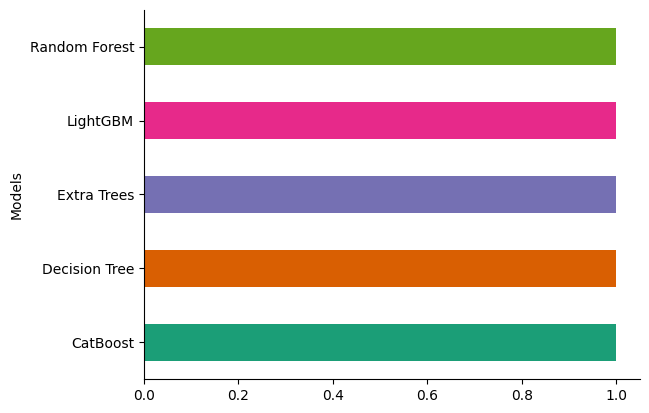 Random Forest
LightGBM
Extra Trees
Decision Tree
CatBoost
Models
0.0 0.2 0.4 0.6 0.8 1.0